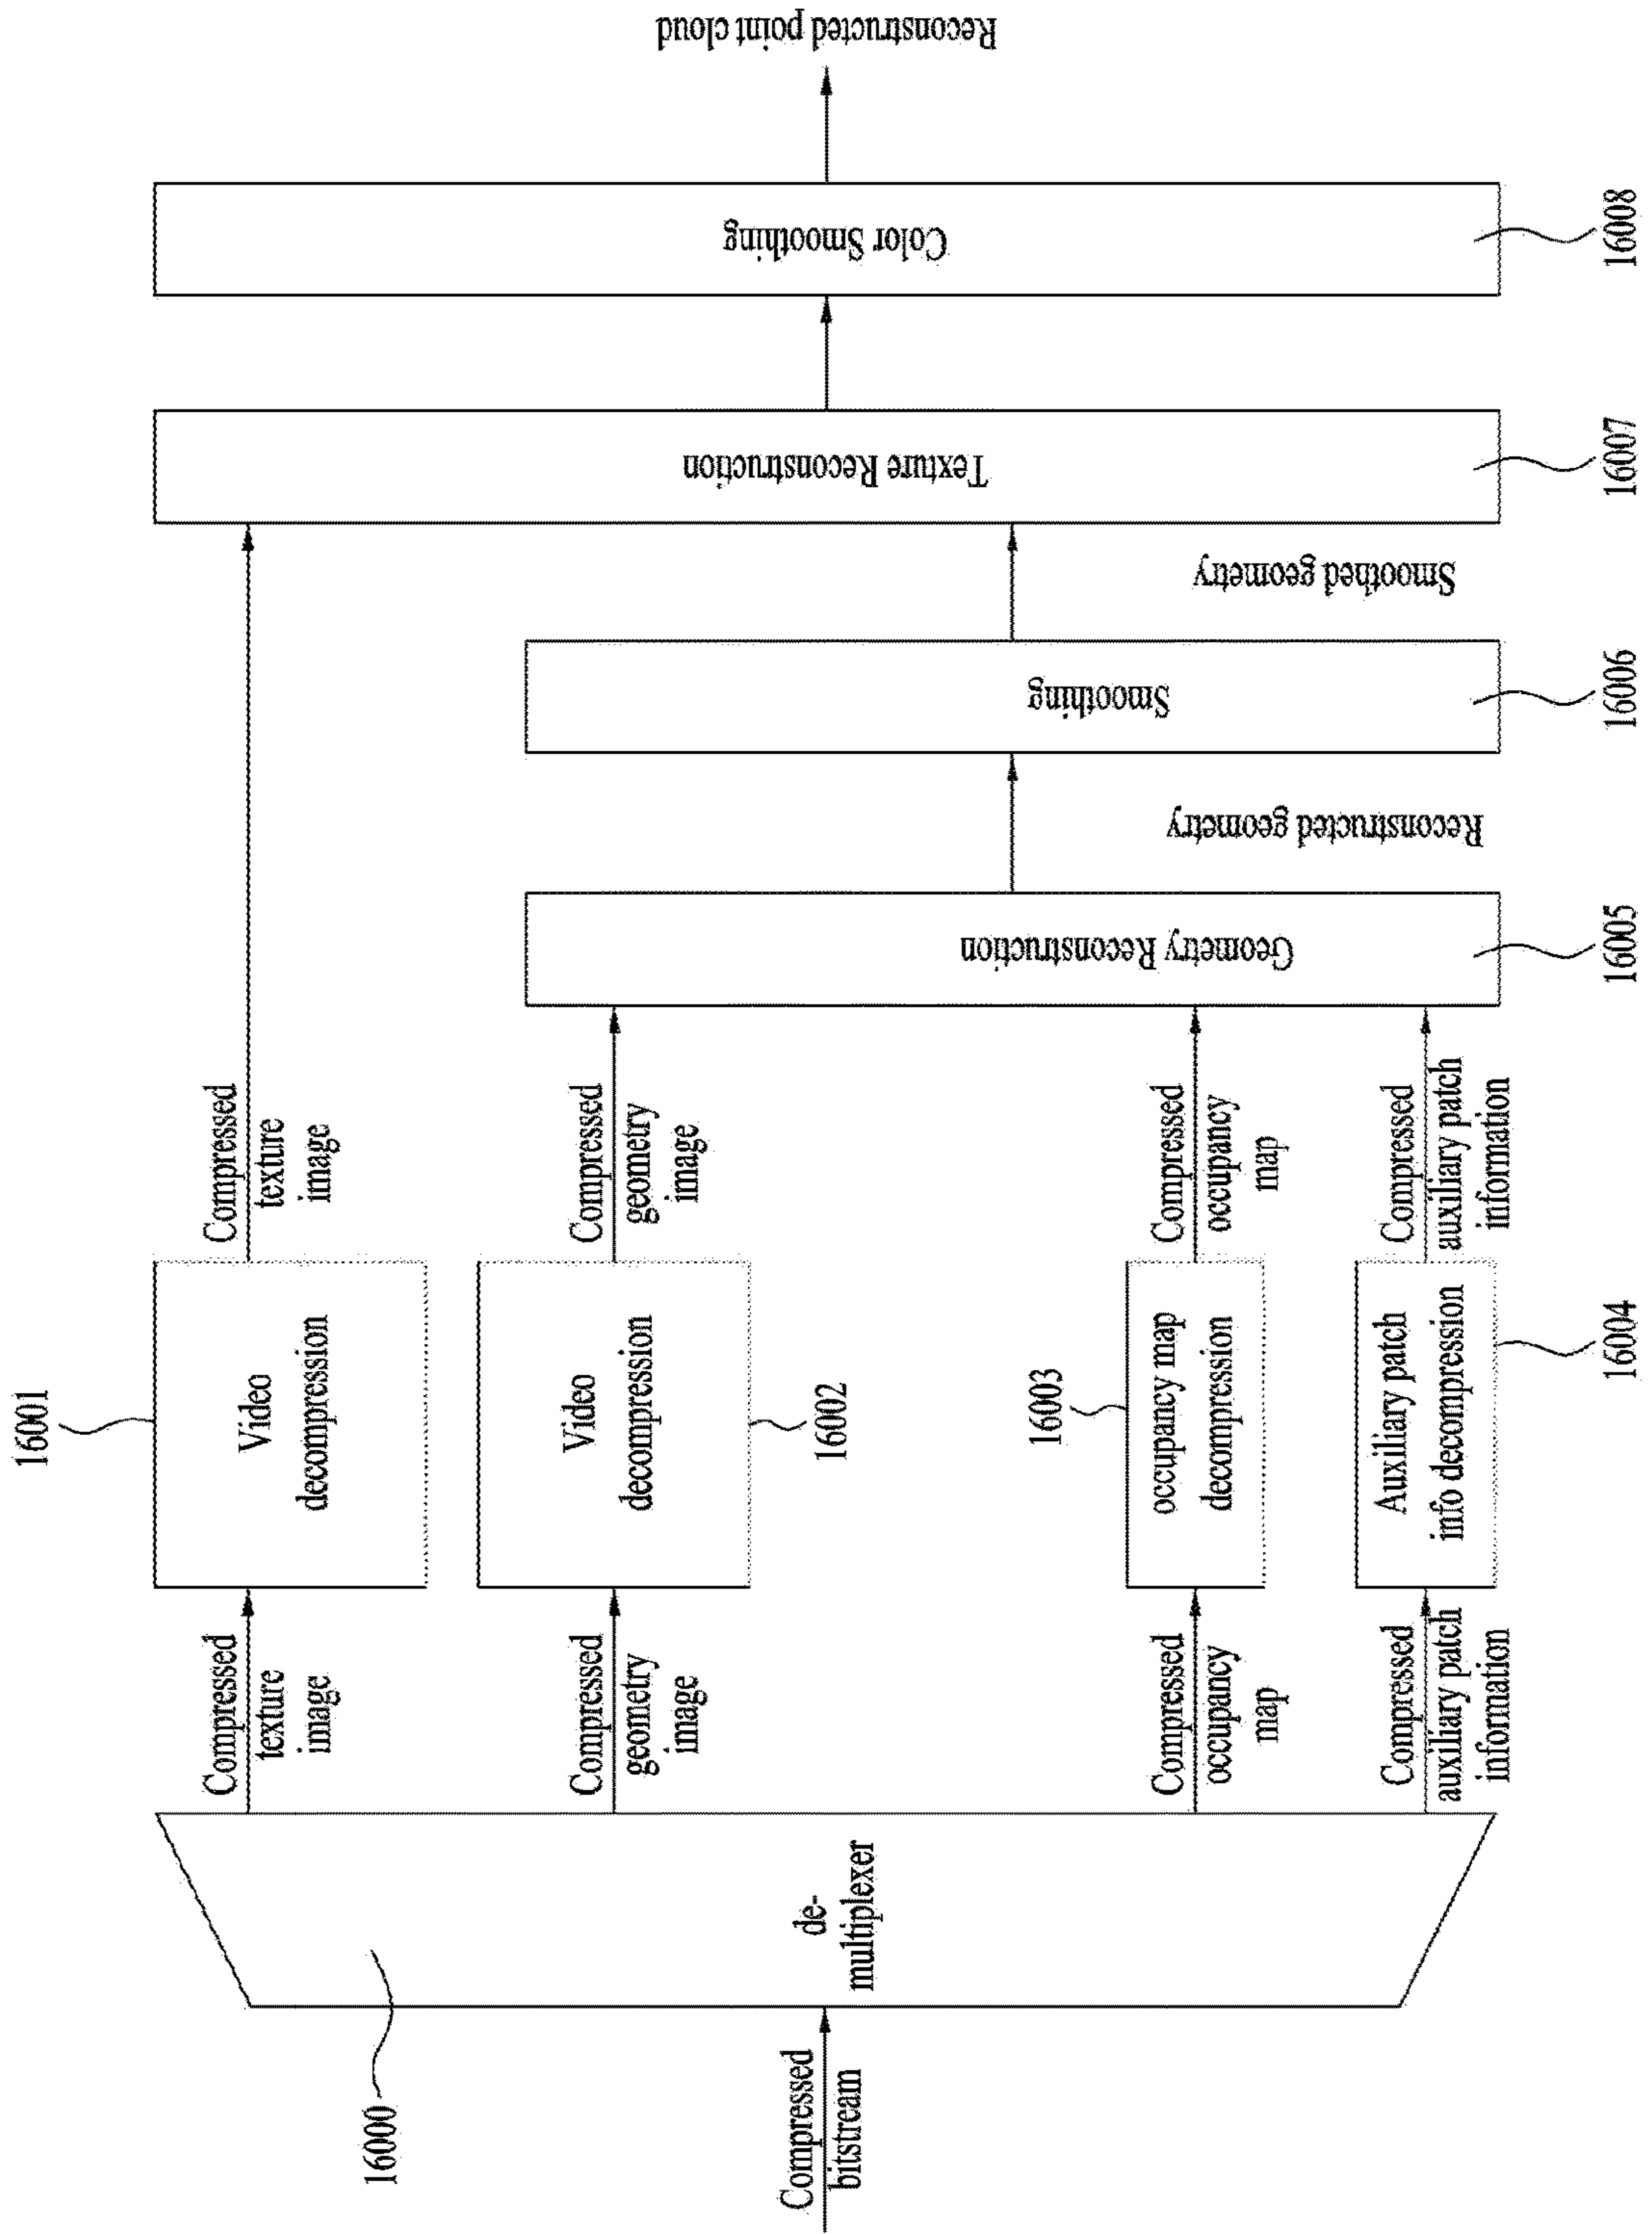 Compressed
bitstream
16000
de-
multiplexer
Compressed
texture
image
Compressed
geometry
image
Compressed
occupancy
map
Compressed
auxiliary patch
information
16001
Video
decompression
Video
decompression
16002
16003
occupancy map
decompression
Auxiliary patch
info decompression
16004
Compressed
texture
image
Compressed
geometry
image
Compressed
occupancy
map
Compressed
auxiliary patch
information
Geometry Reconstruction
16005
Reconstructed geometry
Smoothing
16006
Smoothed geometry
Texture Reconstruction
16007
Color Smoothing
16008
Reconstructed point cloud